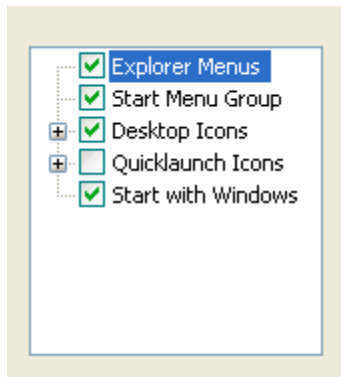 Explorer Menus
Start Menu Group
Desktop Icons
Quicklaunch Icons
Start with Windows